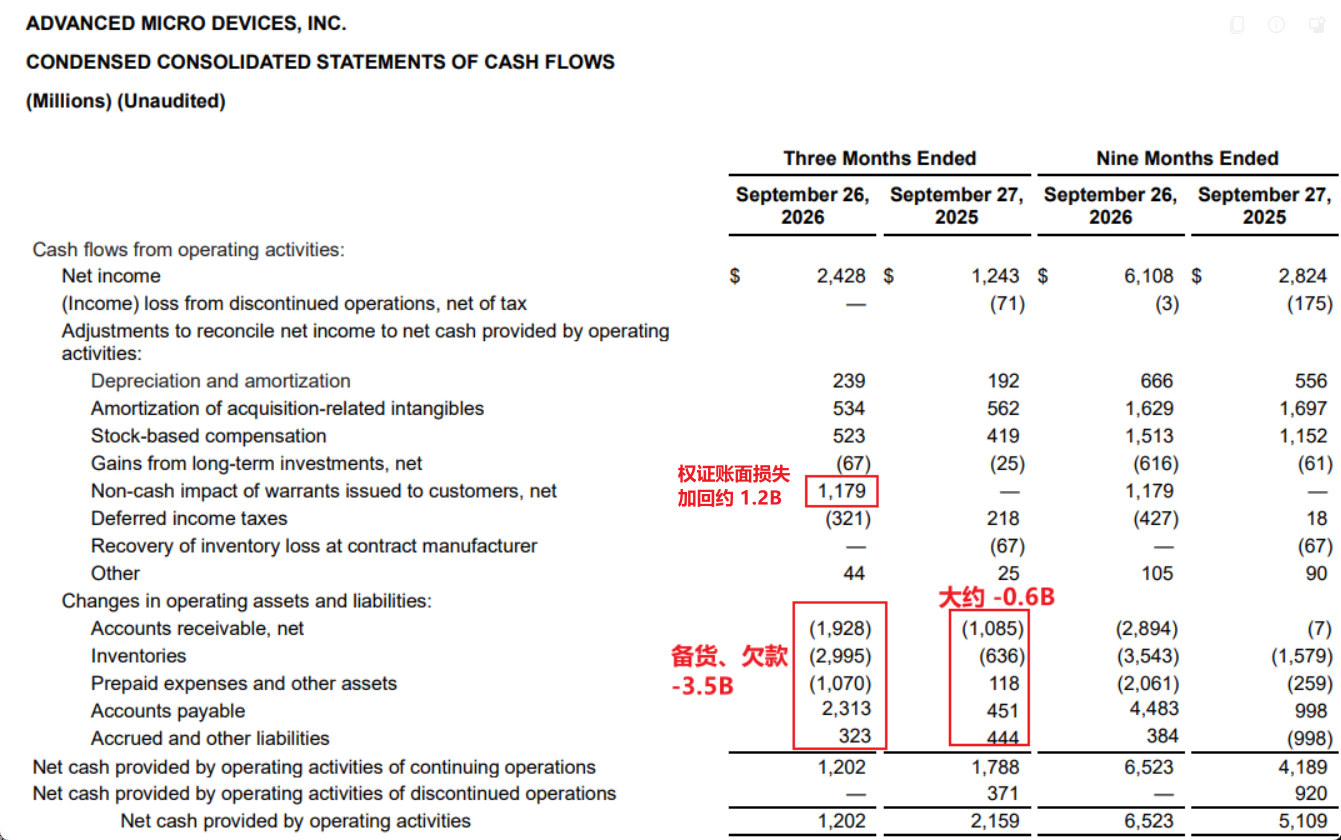 ADVANCED MICRO DEVICES, INC.
CONDENSED CONSOLIDATED STATEMENTS OF CASH FLOWS
(Millions) (Unaudited)
Three Months Ended Nine Months Ended
September 26, 2026 September 27, 2025 September 26, 2026 September 27, 2025
Cash flows from operating activities:
Net income $ 2,428 $ 1,243 $ 6,108 $ 2,824
(Income) loss from discontinued operations, net of tax — (71) (3) (175)
Adjustments to reconcile net income to net cash provided by operating
activities:
Depreciation and amortization 239 192 666 556
Amortization of acquisition-related intangibles 534 562 1,629 1,697
Stock-based compensation 523 419 1,513 1,152
Gains from long-term investments, net (67) (25) (616) (61)
权证账面损失
加回约 1.2B
Non-cash impact of warrants issued to customers, net 1,179 — 1,179 —
Deferred income taxes (321) 218 (427) 18
Recovery of inventory loss at contract manufacturer — (67) — (67)
Other 44 25 105 90
Changes in operating assets and liabilities:
大约 -0.6B
Accounts receivable, net (1,928) (1,085) (2,894) (7)
备货、欠款
-3.5B
Inventories (2,995) (636) (3,543) (1,579)
Prepaid expenses and other assets (1,070) 118 (2,061) (259)
Accounts payable 2,313 451 4,483 998
Accrued and other liabilities 323 444 384 (998)
Net cash provided by operating activities of continuing operations 1,202 1,788 6,523 4,189
Net cash provided by operating activities of discontinued operations — 371 — 920
Net cash provided by operating activities 1,202 2,159 6,523 5,109